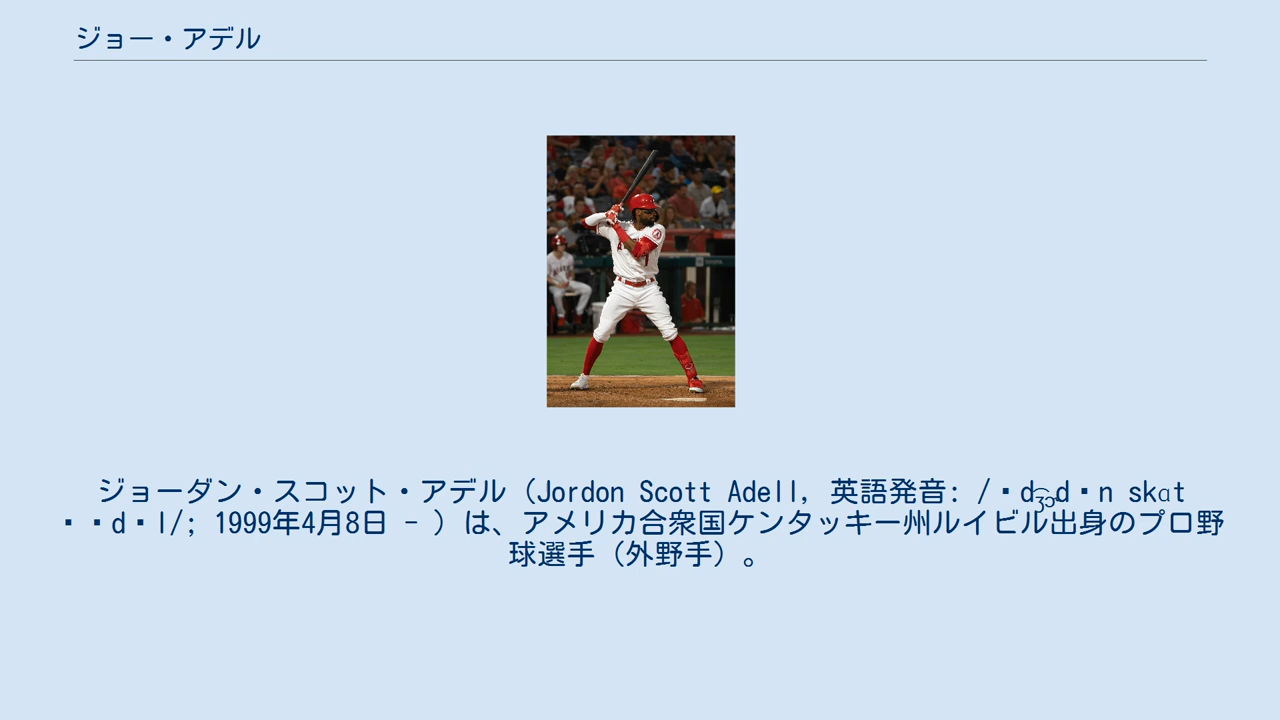 ジョー・アデル
ジョーダン・スコット・アデル（Jordon Scott Adell, 英語発音: /▪d͡ʒɔd▪n skɑt
▪▪d▪l/; 1999年4月8日 - ）は、アメリカ合衆国ケンタッキー州ルイビル出身のプロ野
球選手（外野手）。